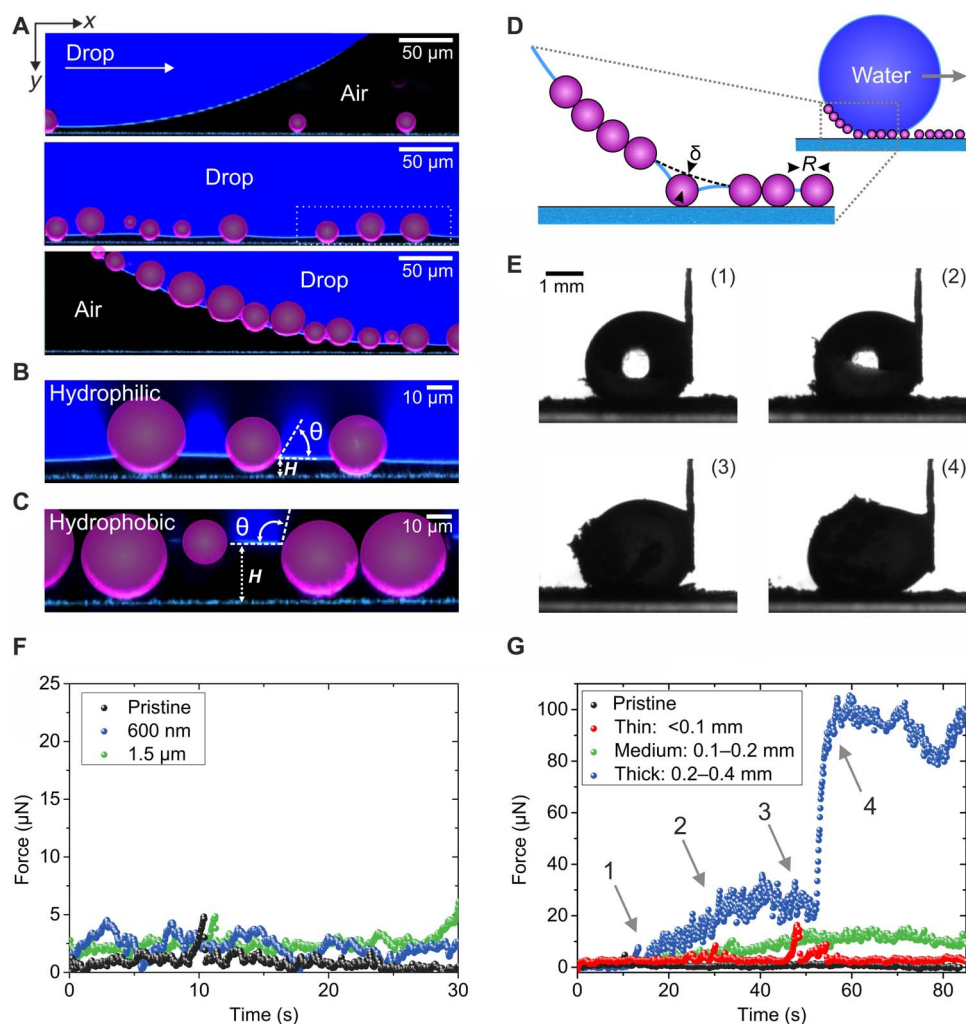 A
x
y
Drop
50 µm
Air
50 µm
Drop
50 µm
Drop
Air
B
Hydrophilic
10 µm
θ
H
C
Hydrophobic
10 µm
θ
H
D
Water
δ
R
E
1 mm
(1)
(2)
(3)
(4)
F
Force (µN)
25
20
15
10
5
0
Pristine
600 nm
1.5 µm
0
10
20
30
Time (s)
G
Force (µN)
100
80
60
40
20
0
Pristine
Thin: <0.1 mm
Medium: 0.1–0.2 mm
Thick: 0.2–0.4 mm
1
2
3
4
0
20
40
60
80
Time (s)